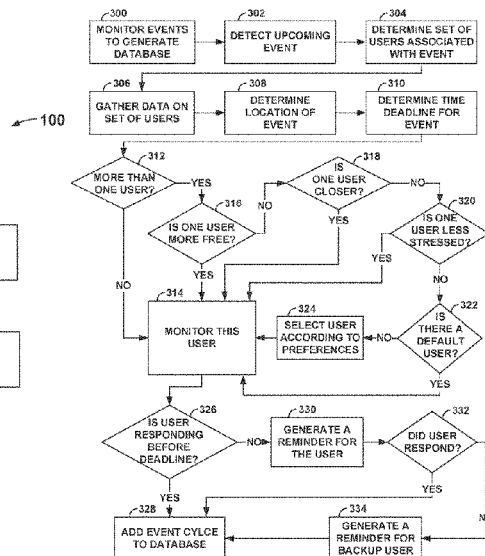 300
MONITOR EVENTS
TO GENERATE
DATABASE
302
DETECT UPCOMING
EVENT
304
DETERMINE SET OF
USERS ASSOCIATED
WITH EVENT
306
GATHER DATA ON
SET OF USERS
308
DETERMINE
LOCATION OF
EVENT
310
DETERMINE TIME
DEADLINE FOR
EVENT
100
312
MORE THAN
ONE USER?
YES
NO
316
IS ONE USER
MORE FREE?
NO
YES
318
IS
ONE USER
CLOSER?
NO
YES
320
IS ONE
USER LESS
STRESSED?
YES
NO
314
MONITOR THIS
USER
324
SELECT USER
ACCORDING TO
PREFERENCES
NO
322
IS
THERE A
DEFAULT
USER?
YES
326
IS USER
RESPONDING
BEFORE
DEADLINE?
NO
YES
330
GENERATE A
REMINDER FOR
THE USER
332
DID USER
RESPOND?
YES
328
ADD EVENT CYLCE
TO DATABASE
334
GENERATE A
REMINDER FOR
BACKUP USER